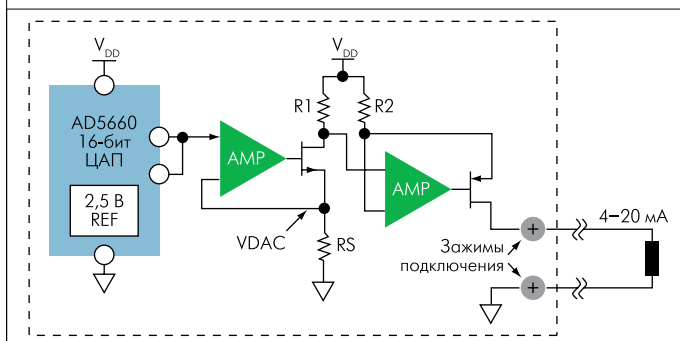 VDD
VDD
R1
R2
AD5660
16-бит
ЦАП
AMP
AMP
2,5 В
REF
4–20 мА
VDAC
RS
Зажимы
подключения
+
+